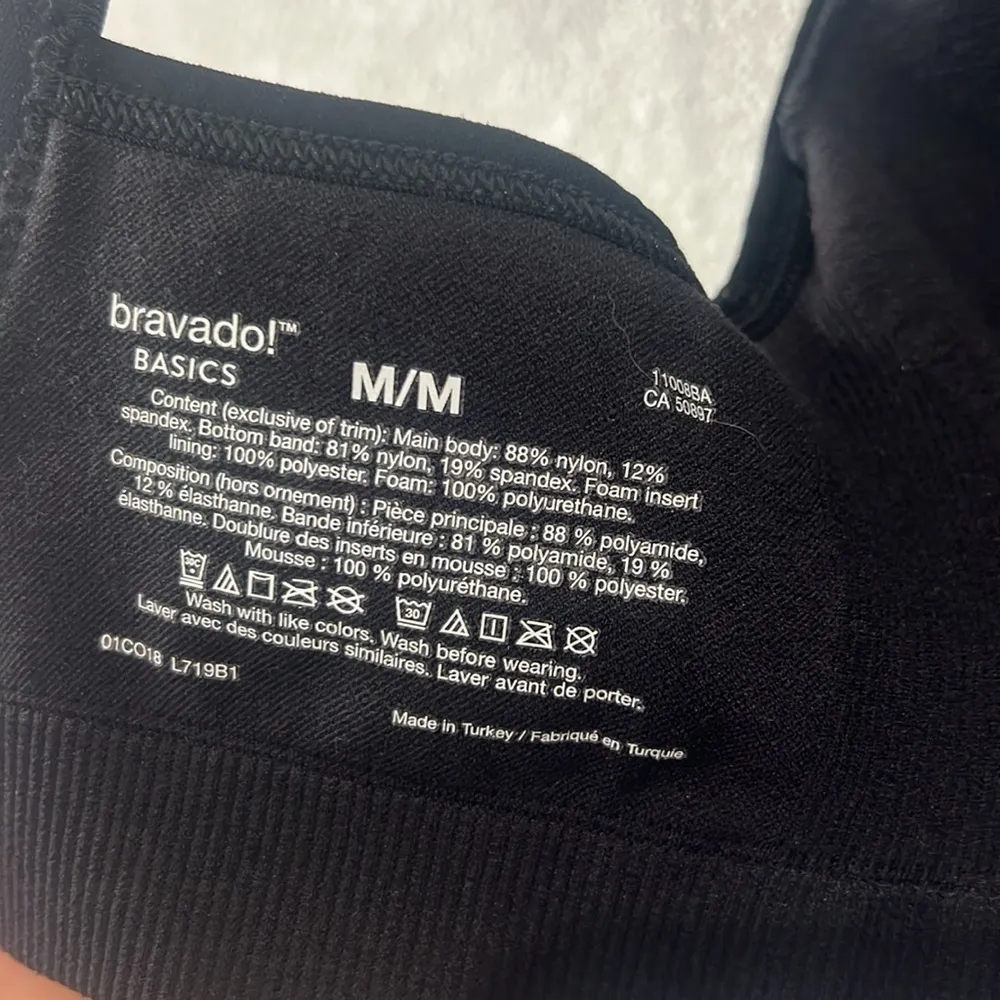 bravado!™
BASICS
M/M
11008BA
CA 50897
Content (exclusive of trim): Main body: 88% nylon, 12%
spandex. Bottom band: 81% nylon, 19% spandex. Foam insert
lining: 100% polyester. Foam: 100% polyurethane.
Composition (hors ornement) : Pièce principale : 88 % polyamide,
12 % élasthanne. Bande inférieure : 81 % polyamide, 19 %
élasthanne. Doublure des inserts en mousse : 100 % polyester.
Mousse : 100 % polyuréthane.
30C 30
Wash with like colors. Wash before wearing.
Laver avec des couleurs similaires. Laver avant de porter.
01CO18 L719B1
Made in Turkey / Fabriqué en Turquie